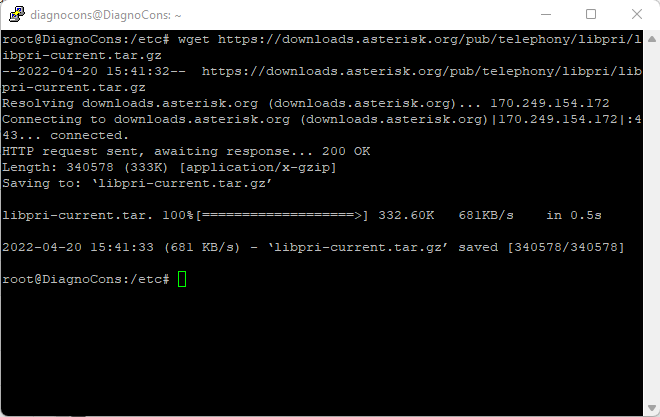 diagnocons@DiagnoCons: ~
root@DiagnoCons:/etc# wget https://downloads.asterisk.org/pub/telephony/libpri/l
ibpri-current.tar.gz
--2022-04-20 15:41:32--  https://downloads.asterisk.org/pub/telephony/libpri/lib
pri-current.tar.gz
Resolving downloads.asterisk.org (downloads.asterisk.org)... 170.249.154.172
Connecting to downloads.asterisk.org (downloads.asterisk.org)|170.249.154.172|:4
43... connected.
HTTP request sent, awaiting response... 200 OK
Length: 340578 (333K) [application/x-gzip]
Saving to: ‘libpri-current.tar.gz’
libpri-current.tar. 100%[===================>] 332.60K   681KB/s    in 0.5s
2022-04-20 15:41:33 (681 KB/s) - ‘libpri-current.tar.gz’ saved [340578/340578]
root@DiagnoCons:/etc#